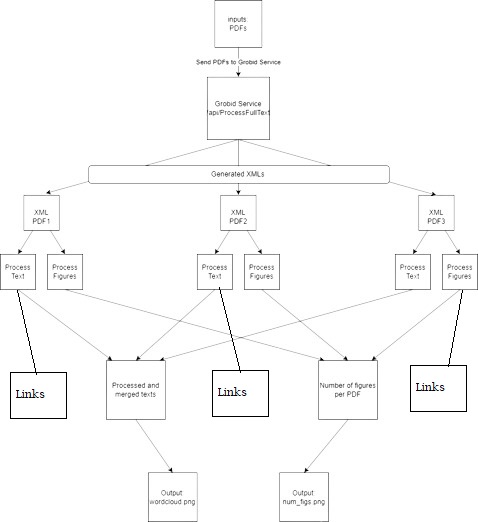 inputs:
PDFs
Send PDFs to Grobid Service
Grobid Service
/api/ProcessFullText
Generated XMLs
XML
PDF1
XML
PDF2
XML
PDF3
Process
Text
Process
Figures
Process
Text
Process
Figures
Process
Text
Process
Figures
Links
Processed and
merged texts
Links
Number of figures
per PDF
Links
Output
wordcloud png
Output
num_figs png